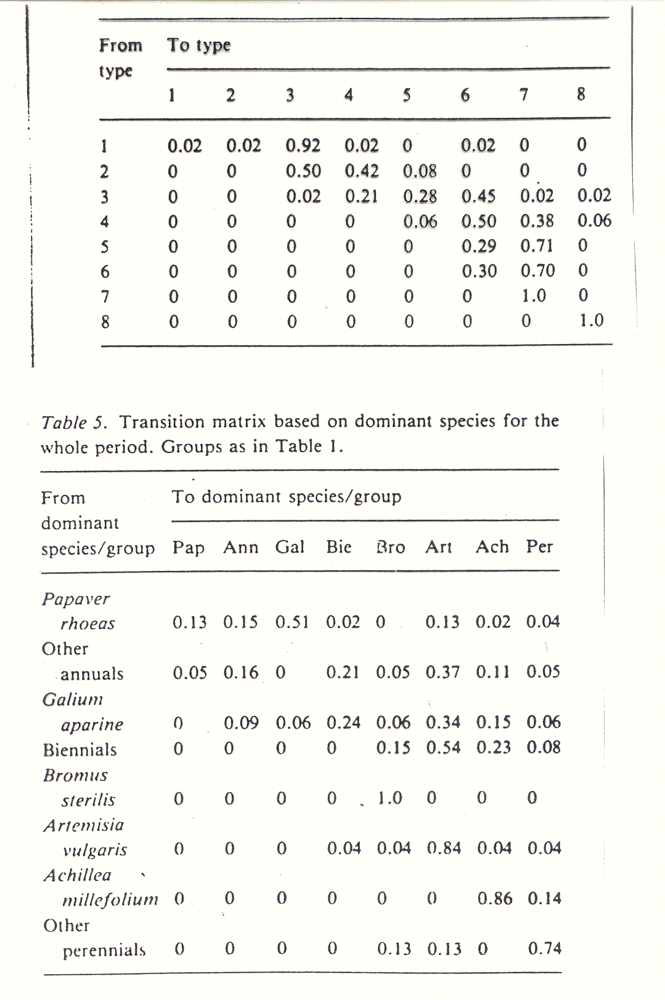 From To type
type
1 2 3 4 5 6 7 8
1 0.02 0.02 0.92 0.02 0 0.02 0 0
2 0 0 0.50 0.42 0.08 0 0 0
3 0 0 0.02 0.21 0.28 0.45 0.02 0.02
4 0 0 0 0 0.06 0.50 0.38 0.06
5 0 0 0 0 0 0.29 0.71 0
6 0 0 0 0 0 0.30 0.70 0
7 0 0 0 0 0 0 1.0 0
8 0 0 0 0 0 0 0 1.0
Table 5. Transition matrix based on dominant species for the
whole period. Groups as in Table 1.
From To dominant species/group
dominant
species/group Pap Ann Gal Bie Bro Art Ach Per
Papaver
rhoeas 0.13 0.15 0.51 0.02 0 0.13 0.02 0.04
Other
annuals 0.05 0.16 0 0.21 0.05 0.37 0.11 0.05
Galium
aparine 0 0.09 0.06 0.24 0.06 0.34 0.15 0.06
Biennials 0 0 0 0 0.15 0.54 0.23 0.08
Bromus
sterilis 0 0 0 0 1.0 0 0 0
Artemisia
vulgaris 0 0 0 0.04 0.04 0.84 0.04 0.04
Achillea
millefolium 0 0 0 0 0 0 0.86 0.14
Other
perennials 0 0 0 0 0.13 0.13 0 0.74